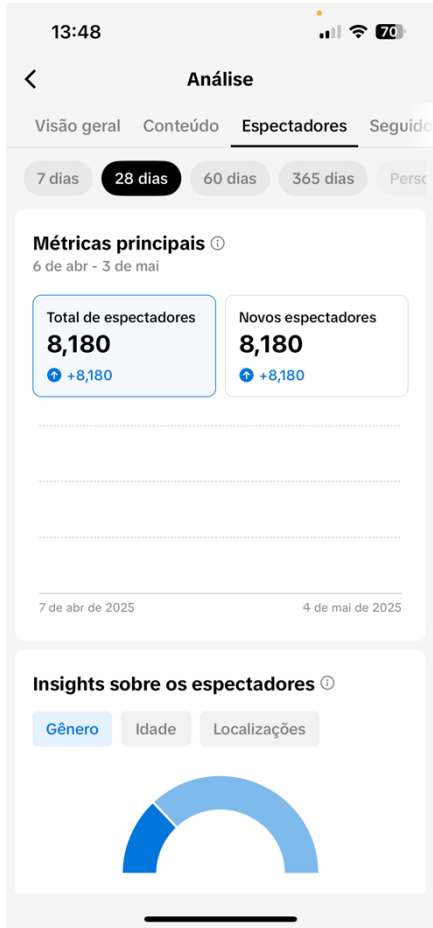 13:48
70
Análise
Visão geral Conteúdo Espectadores Seguido
7 dias 28 dias 60 dias 365 dias Perso
Métricas principais
6 de abr - 3 de mai
Total de espectadores Novos espectadores
8,180 8,180
+8,180 +8,180
7 de abr de 2025 4 de mai de 2025
Insights sobre os espectadores
Gênero Idade Localizações